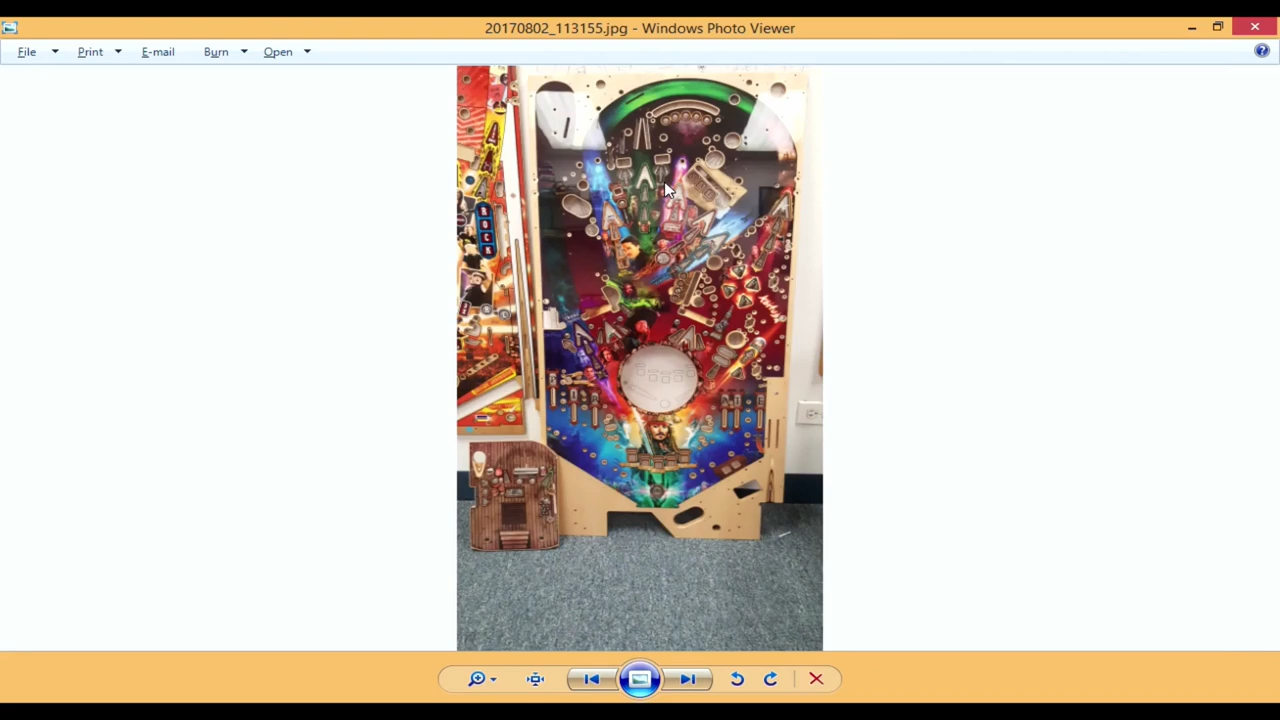 20170802_113155.jpg - Windows Photo Viewer
File Print E-mail Burn Open
R
O
C
K